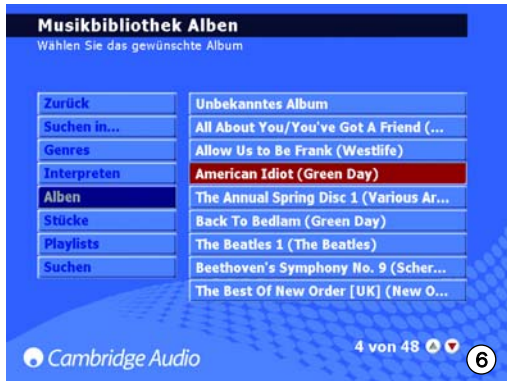 Musikbibliothek Alben
Wählen Sie das gewünschte Album
Zurück
Suchen in...
Genres
Interpreten
Alben
Stücke
Playlists
Suchen
Unbekanntes Album
All About You/You've Got A Friend (...
Allow Us to Be Frank (Westlife)
American Idiot (Green Day)
The Annual Spring Disc 1 (Various Ar...
Back To Bedlam (Green Day)
The Beatles 1 (The Beatles)
Beethoven's Symphony No. 9 (Scher...
The Best Of New Order [UK] (New O...
4 von 48
Cambridge Audio
6